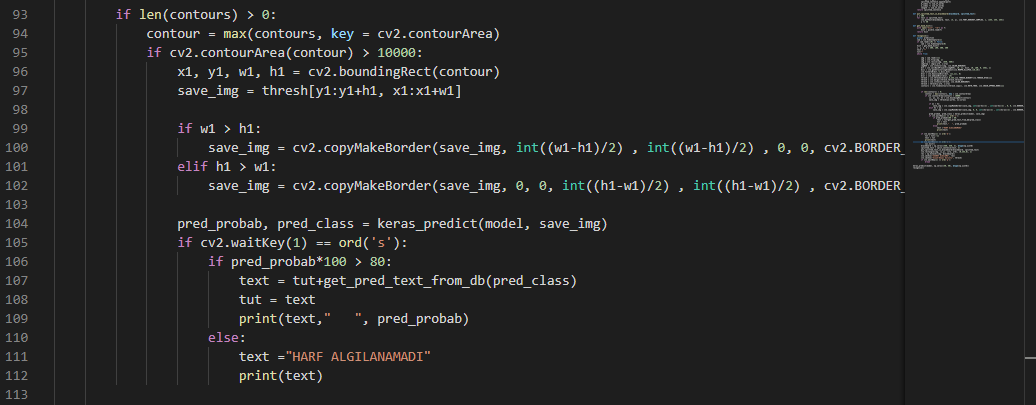 93 if len(contours) > 0:
94 contour = max(contours, key = cv2.contourArea)
95 if cv2.contourArea(contour) > 10000:
96 x1, y1, w1, h1 = cv2.boundingRect(contour)
97 save_img = thresh[y1:y1+h1, x1:x1+w1]
98
99 if w1 > h1:
100 save_img = cv2.copyMakeBorder(save_img, int((w1-h1)/2) , int((w1-h1)/2) , 0, 0, cv2.BORDER_
101 elif h1 > w1:
102 save_img = cv2.copyMakeBorder(save_img, 0, 0, int((h1-w1)/2) , int((h1-w1)/2) , cv2.BORDER_
103
104 pred_probab, pred_class = keras_predict(model, save_img)
105 if cv2.waitKey(1) == ord('s'):
106 if pred_probab*100 > 80:
107 text = tut+get_pred_text_from_db(pred_class)
108 tut = text
109 print(text,"   ", pred_probab)
110 else:
111 text ="HARF ALGILANAMADI"
112 print(text)
113